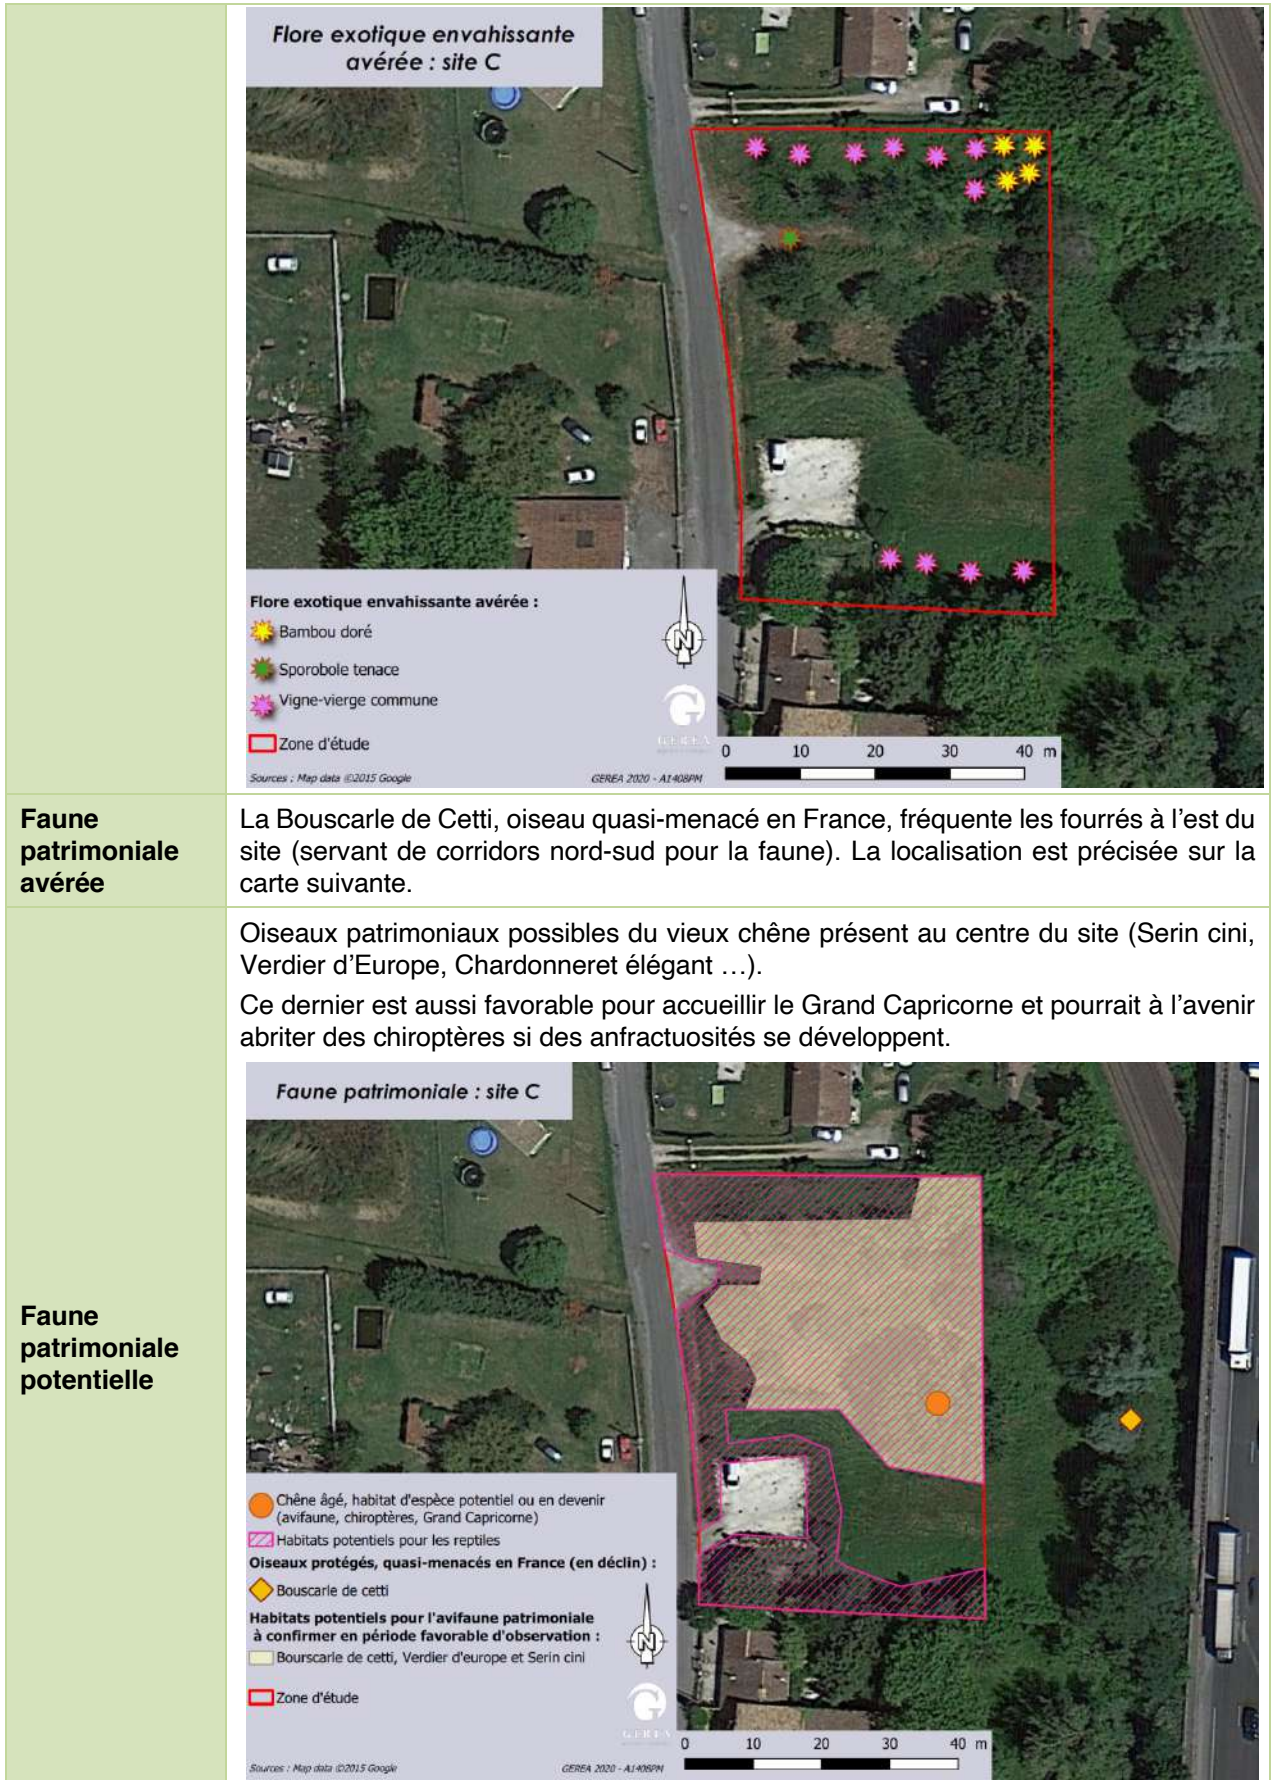 Flore exotique envahissante
avérée : site C
Flore exotique envahissante avérée :
Bambou doré
Sporobole tenace
Vigne-vierge commune
Zone d'étude
Sources : Map data ©2015 Google
GEREA 2020 - A1408PM
N
GEREA
0 10 20 30 40 m
Faune
patrimoniale
avérée
La Bouscarle de Cetti, oiseau quasi-menacé en France, fréquente les fourrés à l'est du
site (servant de corridors nord-sud pour la faune). La localisation est précisée sur la
carte suivante.
Faune
patrimoniale
potentielle
Oiseaux patrimoniaux possibles du vieux chêne présent au centre du site (Serin cini,
Verdier d'Europe, Chardonneret élégant …).
Ce dernier est aussi favorable pour accueillir le Grand Capricorne et pourrait à l'avenir
abriter des chiroptères si des anfractuosités se développent.
Faune patrimoniale : site C
Chêne âgé, habitat d'espèce potentiel ou en devenir
(avifaune, chiroptères, Grand Capricorne)
Habitats potentiels pour les reptiles
Oiseaux protégés, quasi-menacés en France (en déclin) :
Bouscarle de cetti
Habitats potentiels pour l'avifaune patrimoniale
à confirmer en période favorable d'observation :
Bourscarle de cetti, Verdier d'europe et Serin cini
Zone d'étude
Sources : Map data ©2015 Google
GEREA 2020 - A1408PM
N
GEREA
0 10 20 30 40 m